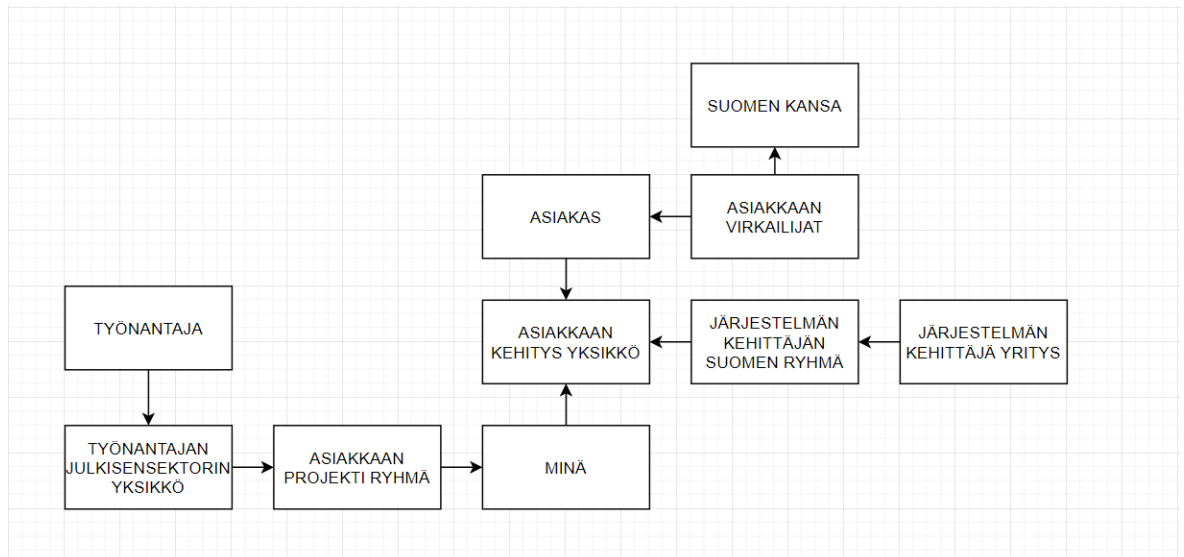 SUOMEN KANSA
ASIAKAS
ASIAKKAAN
VIRKAILIJAT
TYÖNANTAJA
ASIAKKAAN
KEHITYS YKSIKKÖ
JÄRJESTELMÄN
KEHITTÄJÄN
SUOMEN RYHMÄ
JÄRJESTELMÄN
KEHITTÄJÄ YRITYS
TYÖNANTAJAN
JULKISENSEKTORIN
YKSIKKÖ
ASIAKKAAN
PROJEKTI RYHMÄ
MINÄ